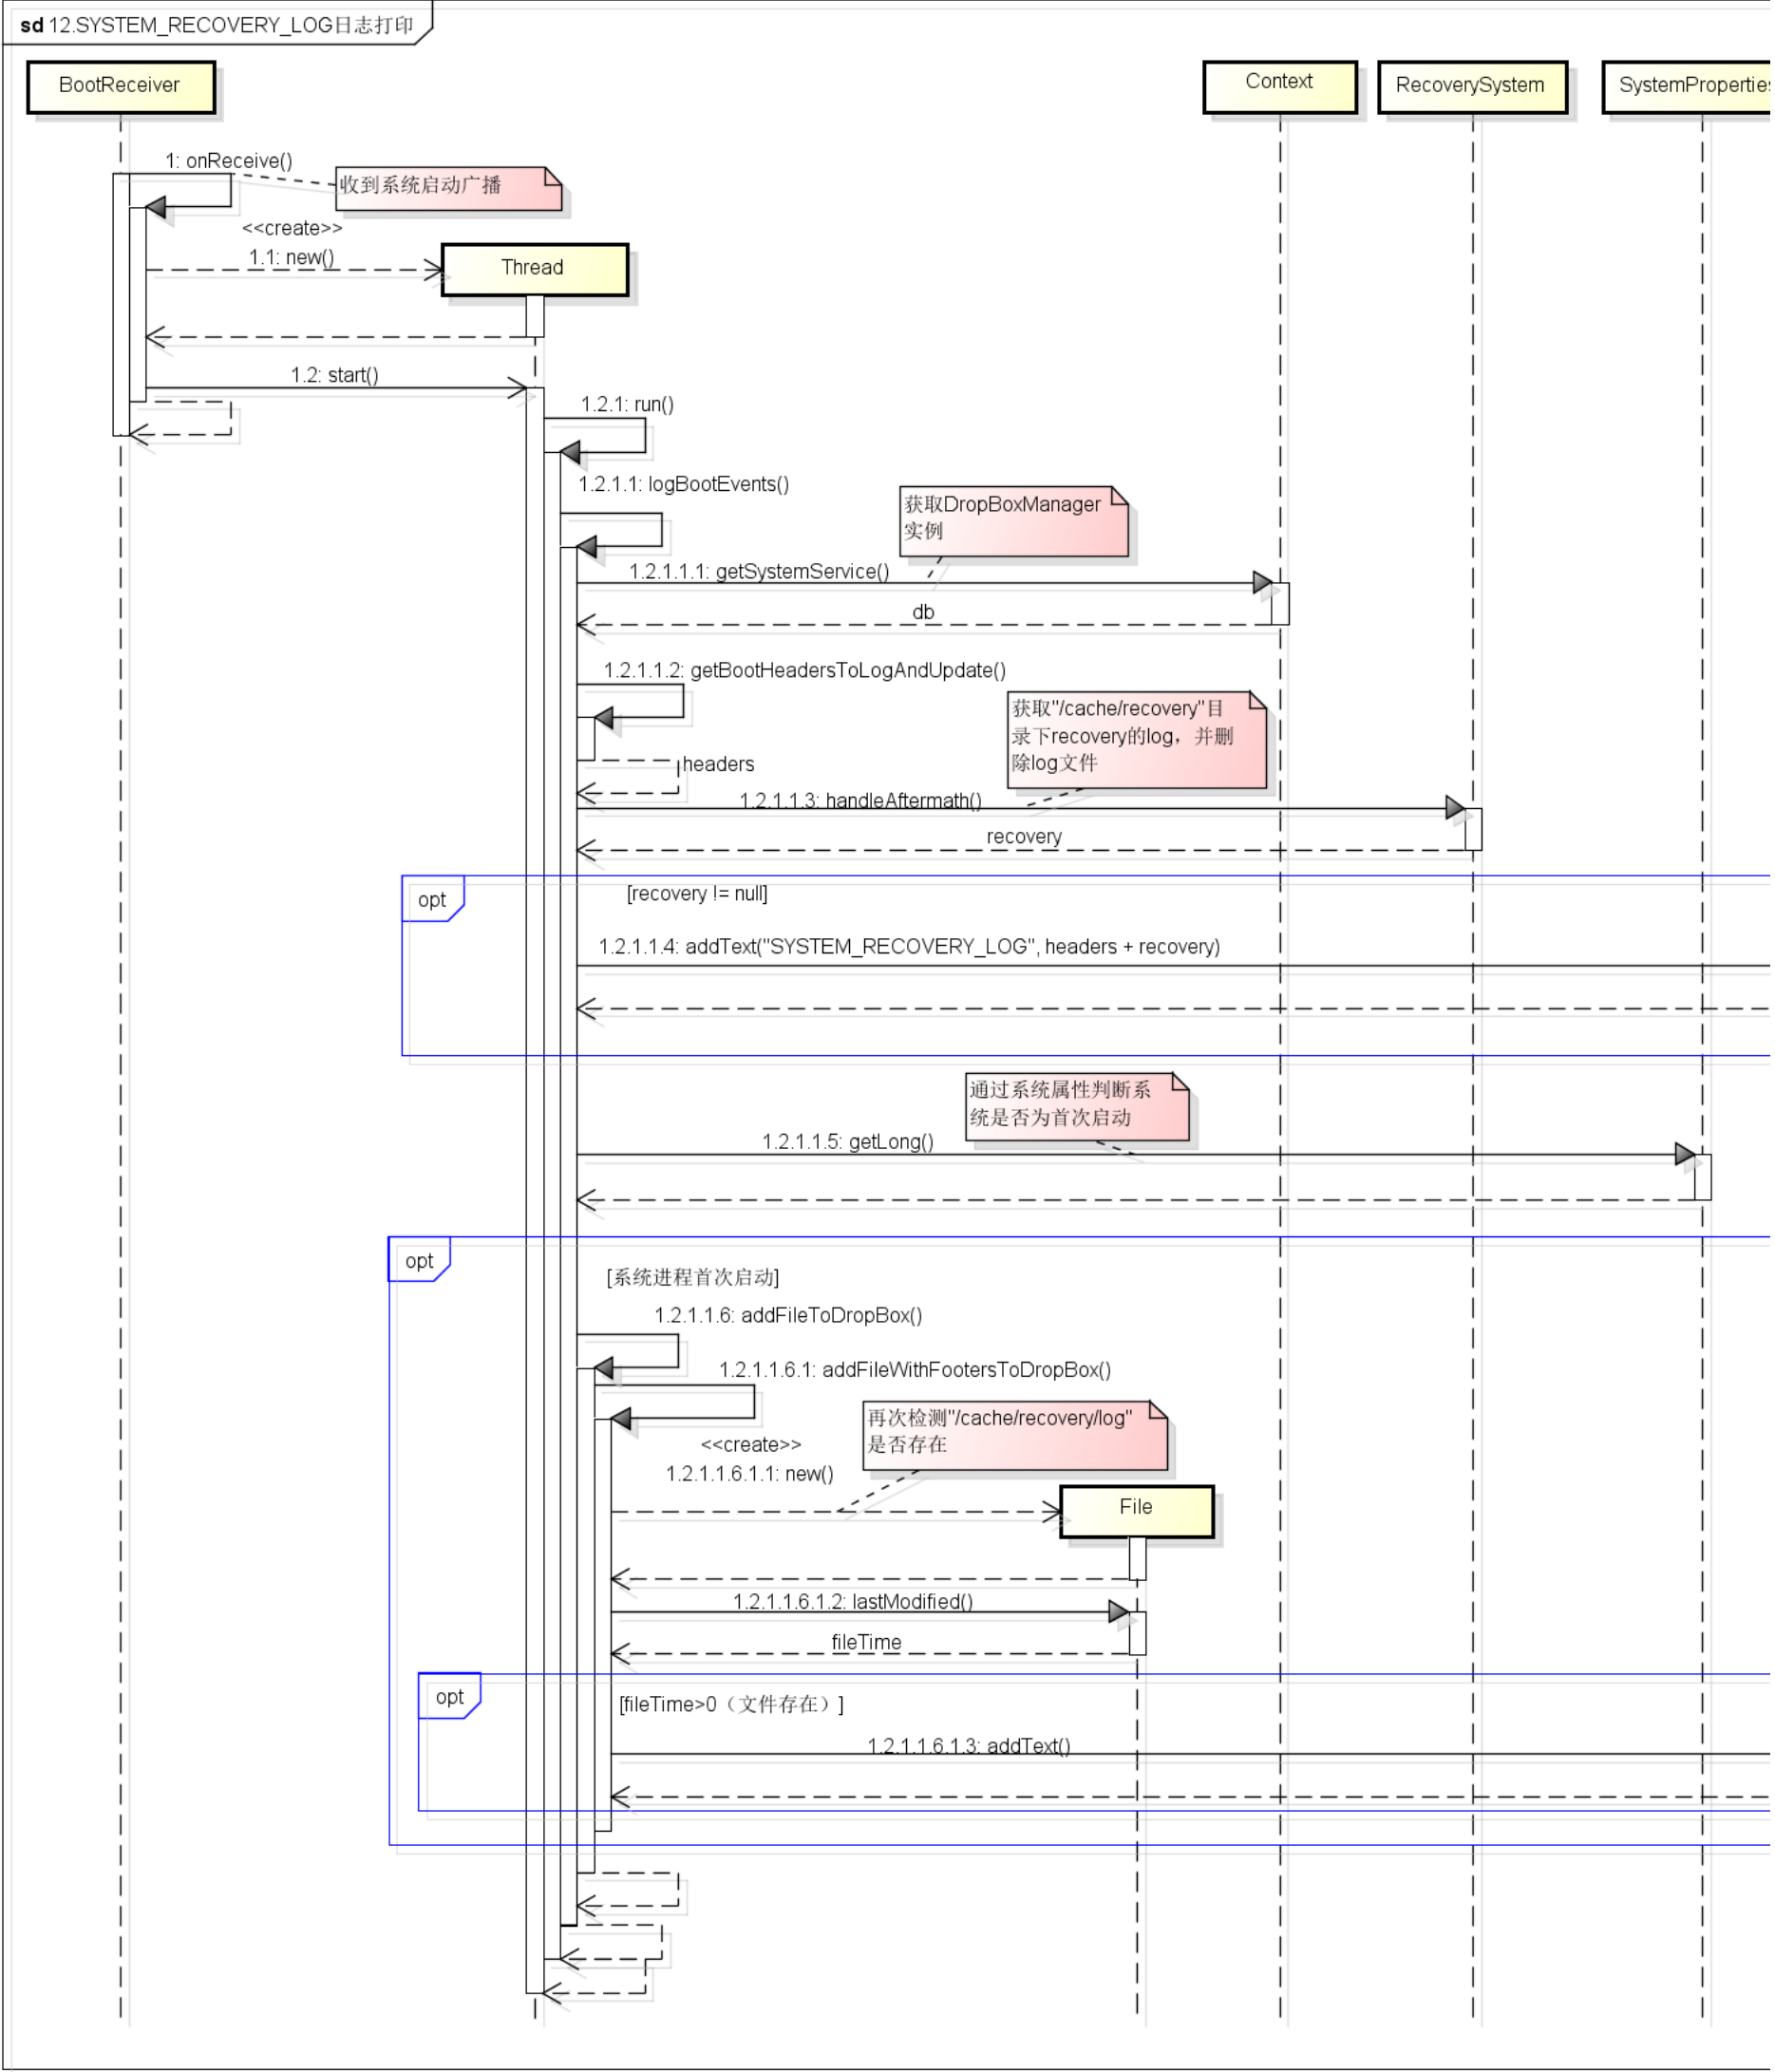 sd 12.SYSTEM_RECOVERY_LOG日志打印
BootReceiver
Context
RecoverySystem
SystemProperties
1: onReceive()
收到系统启动广播
<<create>>
1.1: new()
Thread
1.2: start()
1.2.1: run()
1.2.1.1: logBootEvents()
获取DropBoxManager
实例
1.2.1.1.1: getSystemService()
db
1.2.1.1.2: getBootHeadersToLogAndUpdate()
获取"/cache/recovery"目
录下recovery的log，并删
除log文件
headers
1.2.1.1.3: handleAftermath()
recovery
opt
[recovery != null]
1.2.1.1.4: addText("SYSTEM_RECOVERY_LOG", headers + recovery)
通过系统属性判断系
统是否为首次启动
1.2.1.1.5: getLong()
opt
[系统进程首次启动]
1.2.1.1.6: addFileToDropBox()
1.2.1.1.6.1: addFileWithFootersToDropBox()
再次检测"/cache/recovery/log"
是否存在
<<create>>
1.2.1.1.6.1.1: new()
File
1.2.1.1.6.1.2: lastModified()
fileTime
opt
[fileTime>0（文件存在）]
1.2.1.1.6.1.3: addText()